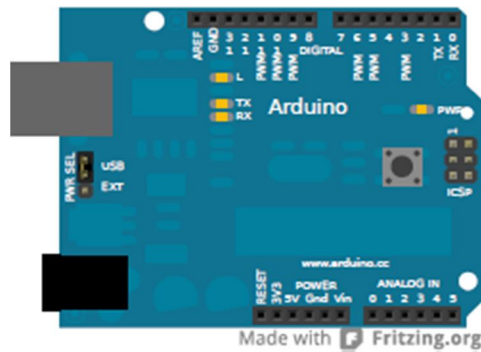 AREF
GND
13
12
11
10
9
8
7
6
5
4
3
2
1
0
PWM
PWM
PWM
DIGITAL
PWM
PWM
PWM
TX
RX
L
TX
RX
Arduino
PWR
1
ICSP
PWR SEL
USB
EXT
www.arduino.cc
RESET
3V3
POWER
5V Gnd Vin
ANALOG IN
0 1 2 3 4 5
Made with Fritzing.org